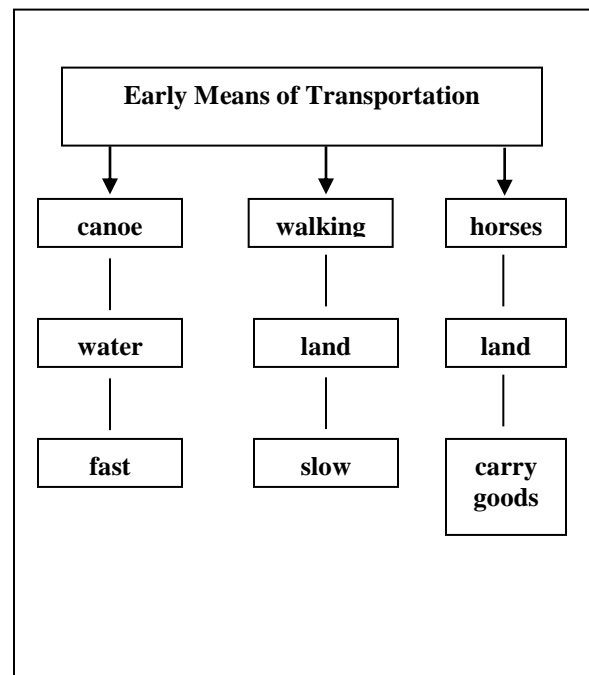 Early Means of Transportation
canoe
walking
horses
water
land
land
fast
slow
carry
goods